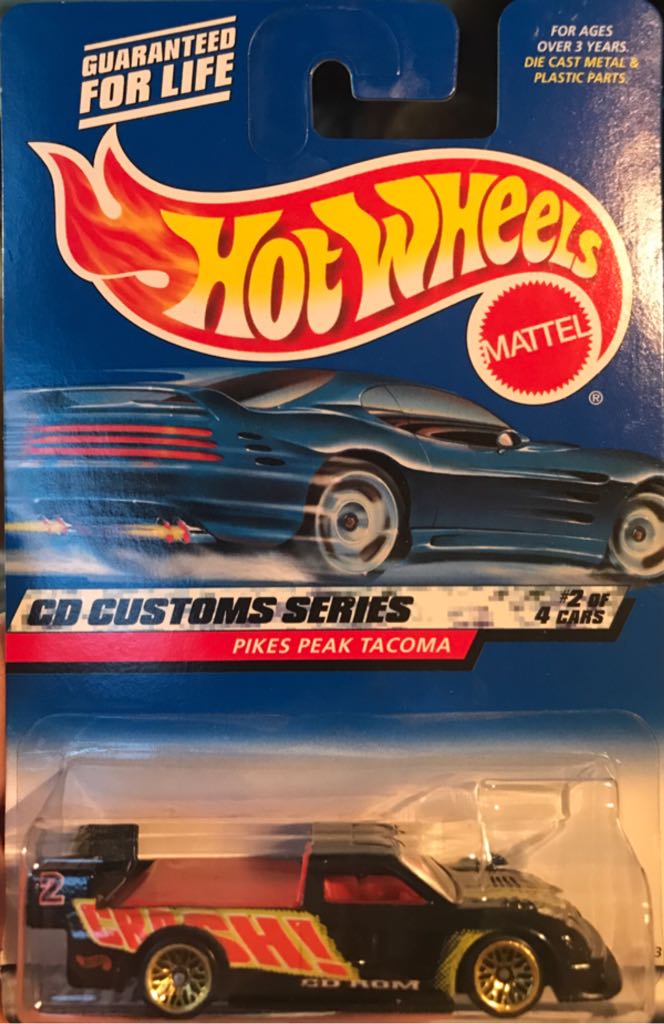 GUARANTEED
FOR LIFE
FOR AGES
OVER 3 YEARS.
DIE CAST METAL &
PLASTIC PARTS.
HOT WHEELS
MATTEL
®
CD CUSTOMS SERIES
#2 OF
4 CARS
PIKES PEAK TACOMA
2
CRASH!
CD ROM
3